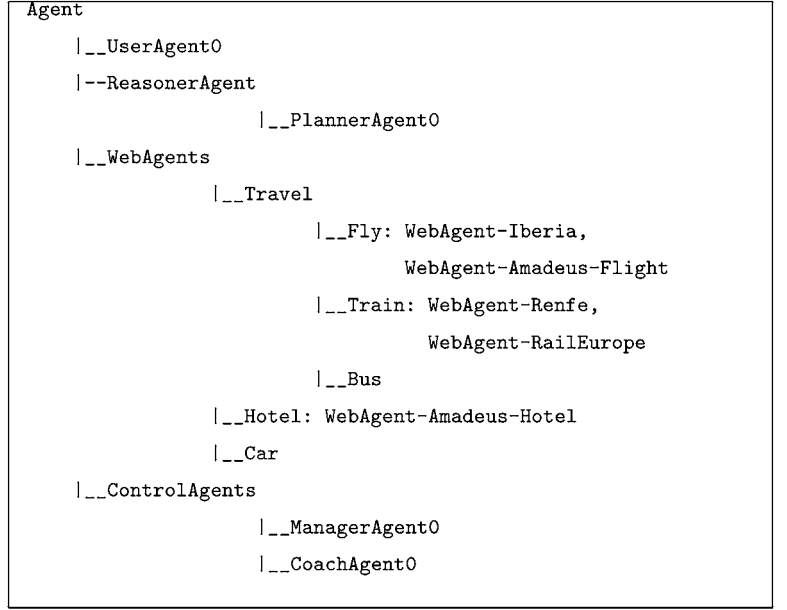 Agent
|__UserAgent0
|--ReasonerAgent
|__PlannerAgent0
|__WebAgents
|__Travel
|__Fly: WebAgent-Iberia,
WebAgent-Amadeus-Flight
|__Train: WebAgent-Renfe,
WebAgent-RailEurope
|__Bus
|__Hotel: WebAgent-Amadeus-Hotel
|__Car
|__ControlAgents
|__ManagerAgent0
|__CoachAgent0